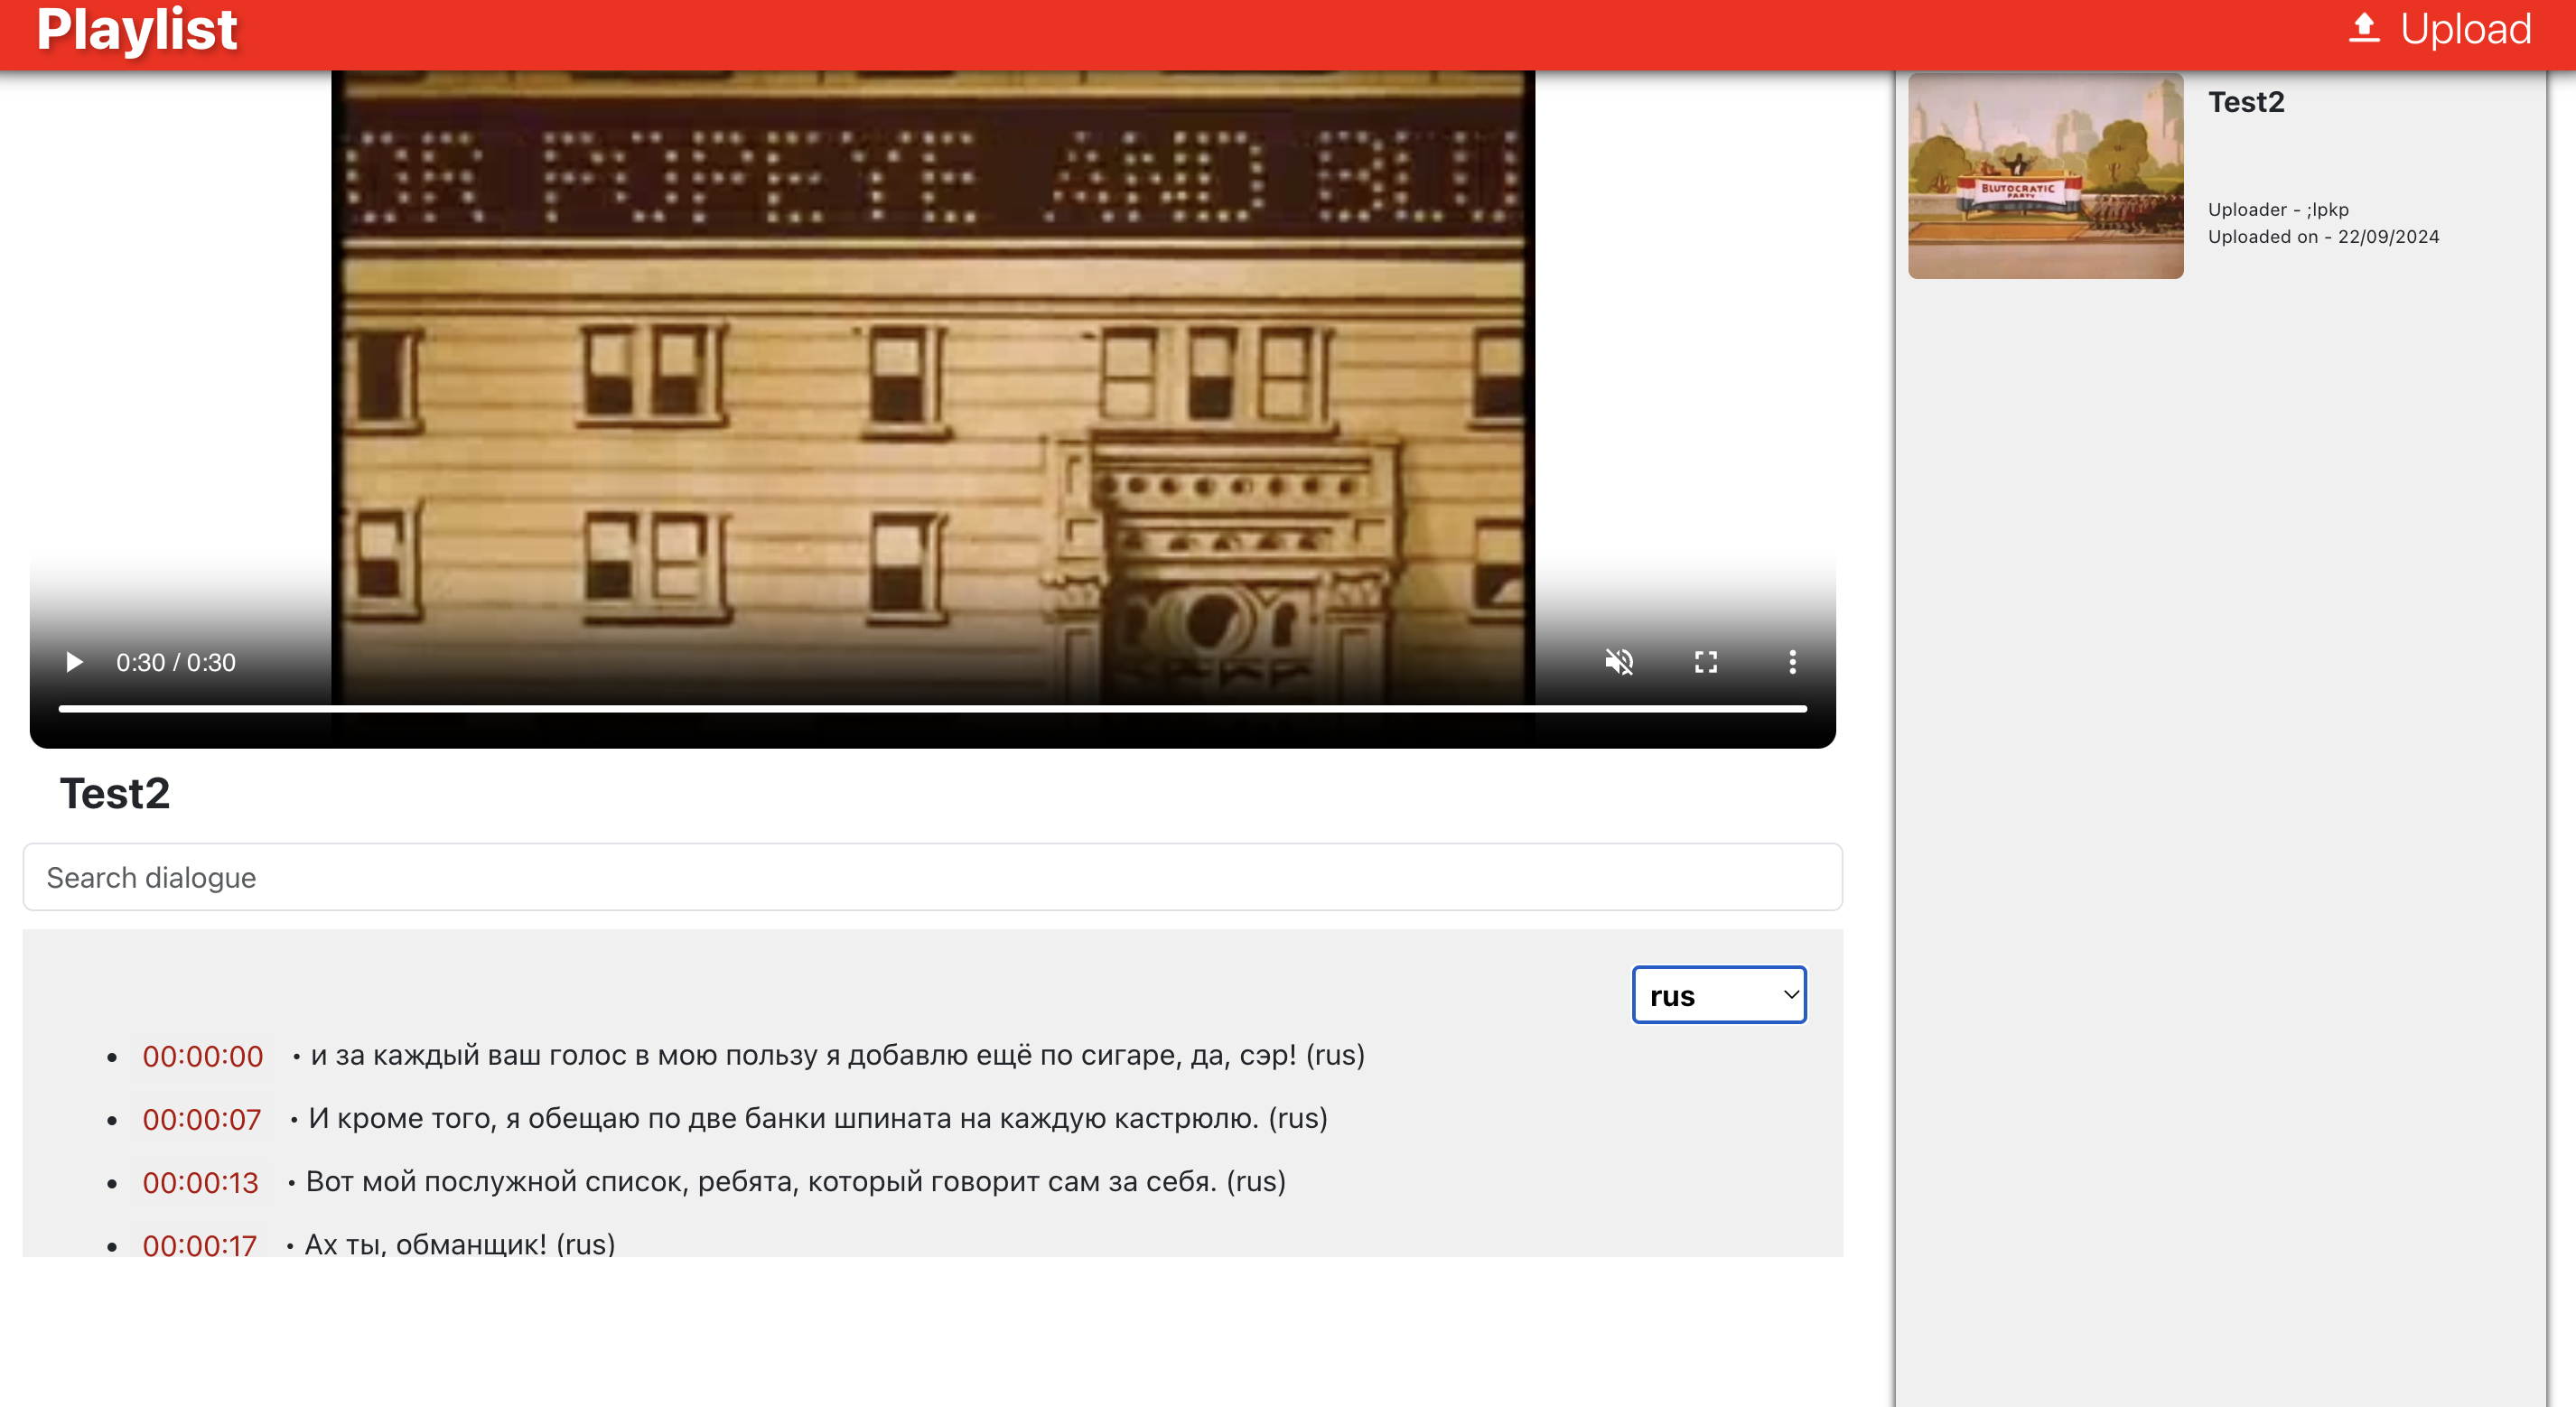 Playlist
Upload
OR POPEYE AND BLU
0:30 / 0:30
Test2
Search dialogue
rus
• 00:00:00 • и за каждый ваш голос в мою пользу я добавлю ещё по сигаре, да, сэр! (rus)
• 00:00:07 • И кроме того, я обещаю по две банки шпината на каждую кастрюлю. (rus)
• 00:00:13 • Вот мой послужной список, ребята, который говорит сам за себя. (rus)
• 00:00:17 • Ах ты, обманщик! (rus)
BLUTOCRATIC
PARTY
Test2
Uploader - ;lpkp
Uploaded on - 22/09/2024